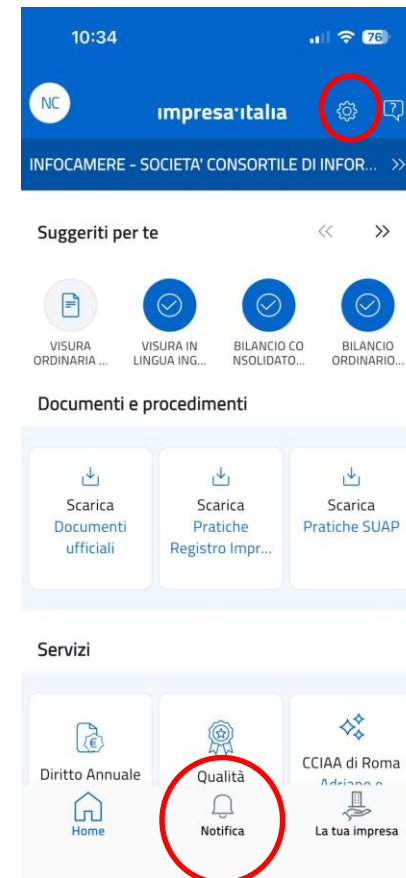 10:34
76
NC
impresa italia
?
INFOCAMERE - SOCIETA' CONSORTILE DI INFOR... >>
Suggeriti per te
<< >>
VISURA
ORDINARIA ...
VISURA IN
LINGUA ING...
BILANCIO CO
NSOLIDATO...
BILANCIO
ORDINARIO...
Documenti e procedimenti
Scarica
Documenti
ufficiali
Scarica
Pratiche
Registro Impr...
Scarica
Pratiche SUAP
Servizi
€
Diritto Annuale
Qualità
CCIAA di Roma
Adriano e
Home
Notifica
La tua impresa